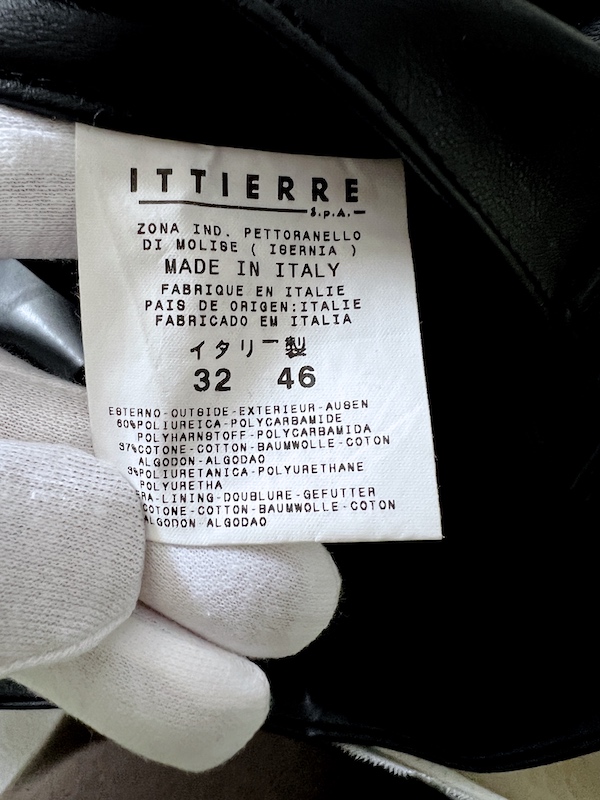 ITTIERRE
S.p.A.
ZONA IND. PETTORANELLO
DI MOLISE ( ISERNIA )
MADE IN ITALY
FABRIQUE EN ITALIE
PAIS DE ORIGEN:ITALIE
FABRICADO EM ITALIA
イタリー製
32 46
ESTERNO-OUTSIDE-EXTERIEUR-AUSEN
60%POLIUREICA-POLYCARBAMIDE
POLYHARNSTOFF-POLYCARBAMIDA
37%COTONE-COTTON-BAUMWOLLE-COTON
ALGODON-ALGODAO
3%POLIURETANICA-POLYURETHANE
POLYURETHA
-LINING-DOUBLURE-GEFUTTER
COTONE-COTTON-BAUMWOLLE-COTON
ALGODON-ALGODAO